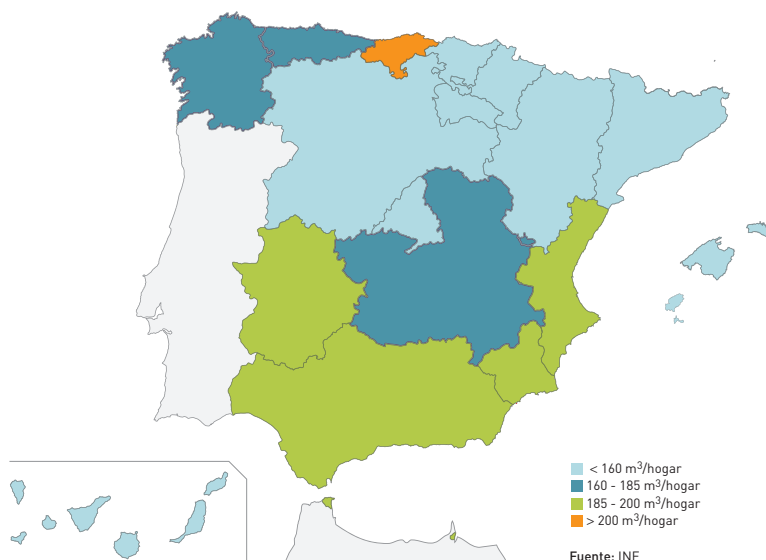 < 160 m³/hogar
160 - 185 m³/hogar
185 - 200 m³/hogar
> 200 m³/hogar
Fuente: INE